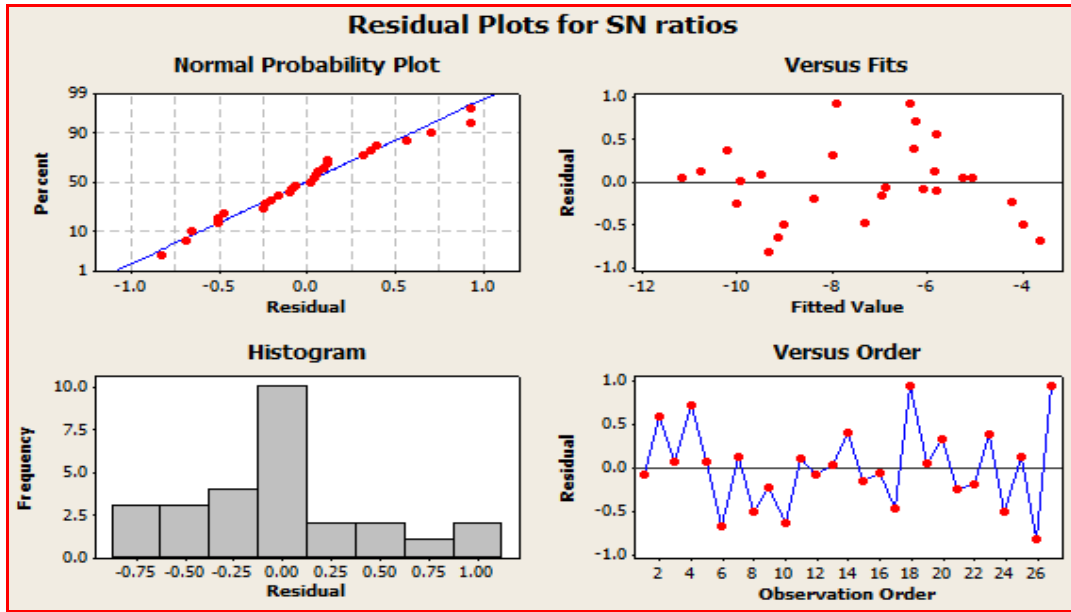 Residual Plots for SN ratios
Normal Probability Plot
99
90
50
10
1
Percent
-1.0
-0.5
0.0
0.5
1.0
Residual
Versus Fits
1.0
0.5
0.0
-0.5
-1.0
Residual
-12
-10
-8
-6
-4
Fitted Value
Histogram
10.0
7.5
5.0
2.5
0.0
Frequency
-0.75 -0.50 -0.25 0.00 0.25 0.50 0.75 1.00
Residual
Versus Order
1.0
0.5
0.0
-0.5
-1.0
Residual
2 4 6 8 10 12 14 16 18 20 22 24 26
Observation Order